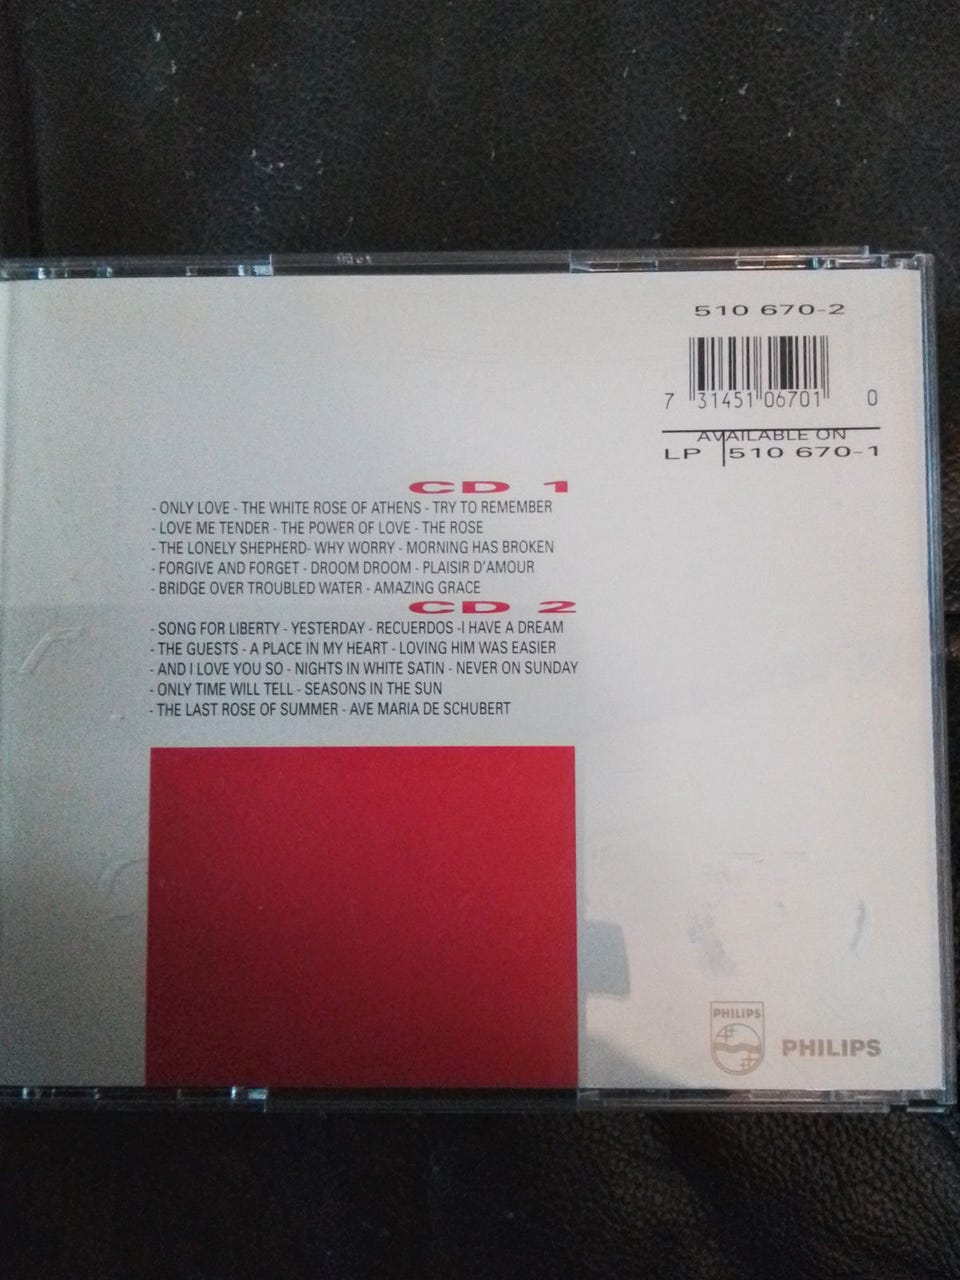 510 670-2
7 31451 06701 0
AVAILABLE ON
LP 510 670-1
CD 1
- ONLY LOVE - THE WHITE ROSE OF ATHENS - TRY TO REMEMBER
- LOVE ME TENDER - THE POWER OF LOVE - THE ROSE
- THE LONELY SHEPHERD- WHY WORRY - MORNING HAS BROKEN
- FORGIVE AND FORGET - DROOM DROOM - PLAISIR D'AMOUR
- BRIDGE OVER TROUBLED WATER - AMAZING GRACE
CD 2
- SONG FOR LIBERTY - YESTERDAY - RECUERDOS -I HAVE A DREAM
- THE GUESTS - A PLACE IN MY HEART - LOVING HIM WAS EASIER
- AND I LOVE YOU SO - NIGHTS IN WHITE SATIN - NEVER ON SUNDAY
- ONLY TIME WILL TELL - SEASONS IN THE SUN
- THE LAST ROSE OF SUMMER - AVE MARIA DE SCHUBERT
PHILIPS
PHILIPS